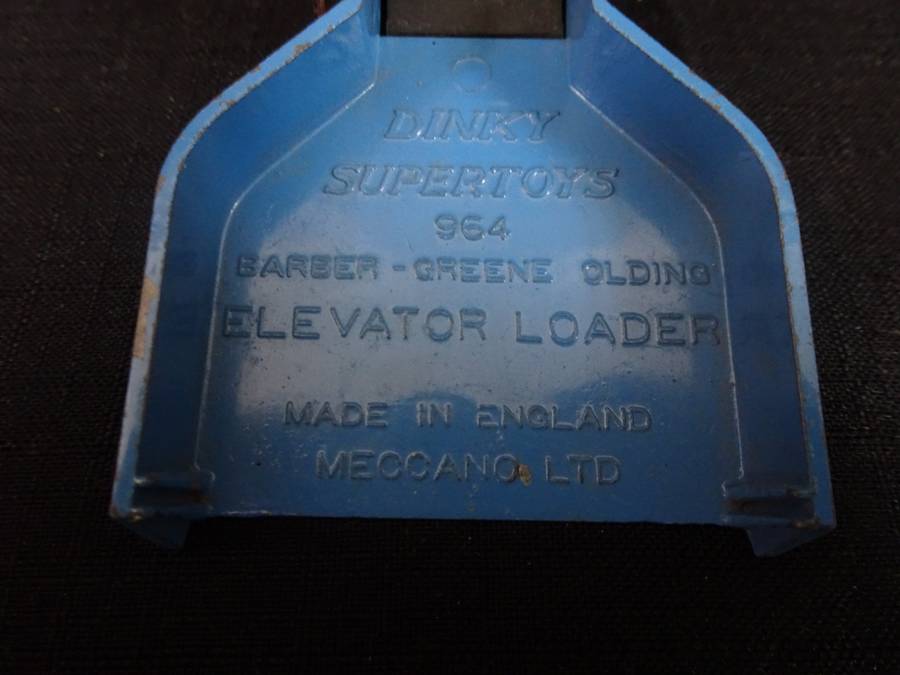 DINKY
SUPERTOYS
964
BARBER-GREENE OLDING
ELEVATOR LOADER
MADE IN ENGLAND
MECCANO LTD